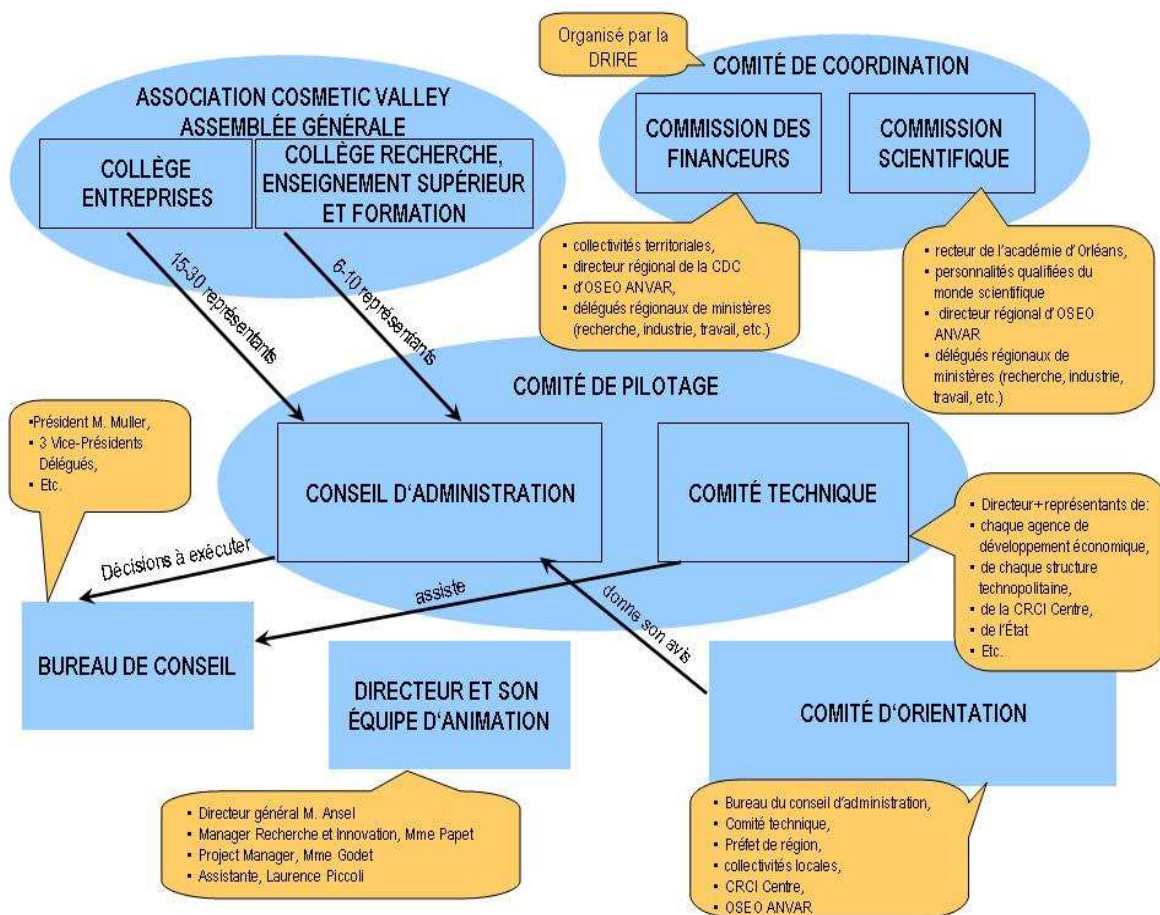 ASSOCIATION COSMETIC VALLEY
ASSEMBLÉE GÉNÉRALE
COLLÈGE
ENTREPRISES
COLLÈGE RECHERCHE,
ENSEIGNEMENT SUPÉRIEUR
ET FORMATION
Organisé par la
DRIRE
COMITÉ DE COORDINATION
COMMISSION DES
FINANCEURS
COMMISSION
SCIENTIFIQUE
▪ collectivités territoriales,
▪ directeur régional de la CDC
▪ d'OSEO ANVAR,
▪ délégués régionaux de ministères
(recherche, industrie, travail, etc.)
▪ recteur de l'académie d'Orléans,
▪ personnalités qualifiées du
monde scientifique
▪ directeur régional d'OSEO
ANVAR
▪ délégués régionaux de
ministères (recherche, industrie,
travail, etc.)
15-30 représentants
6-10 représentants
COMITÉ DE PILOTAGE
CONSEIL D'ADMINISTRATION
COMITÉ TECHNIQUE
▪Président M. Muller,
▪ 3 Vice-Présidents
Délégués,
▪ Etc.
▪ Directeur+représentants de:
▪ chaque agence de
développement économique,
▪ de chaque structure
technopolitaine,
▪ de la CRCI Centre,
▪ de l'État
▪ Etc.
Décisions à exécuter
assiste
donne son avis
BUREAU DE CONSEIL
DIRECTEUR ET SON
ÉQUIPE D'ANIMATION
COMITÉ D'ORIENTATION
▪ Directeur général M. Ansel
▪ Manager Recherche et Innovation, Mme Papet
▪ Project Manager, Mme Godet
▪ Assistante, Laurence Piccoli
▪ Bureau du conseil d'administration,
▪ Comité technique,
▪ Préfet de région,
▪ collectivités locales,
▪ CRCI Centre,
▪ OSEO ANVAR